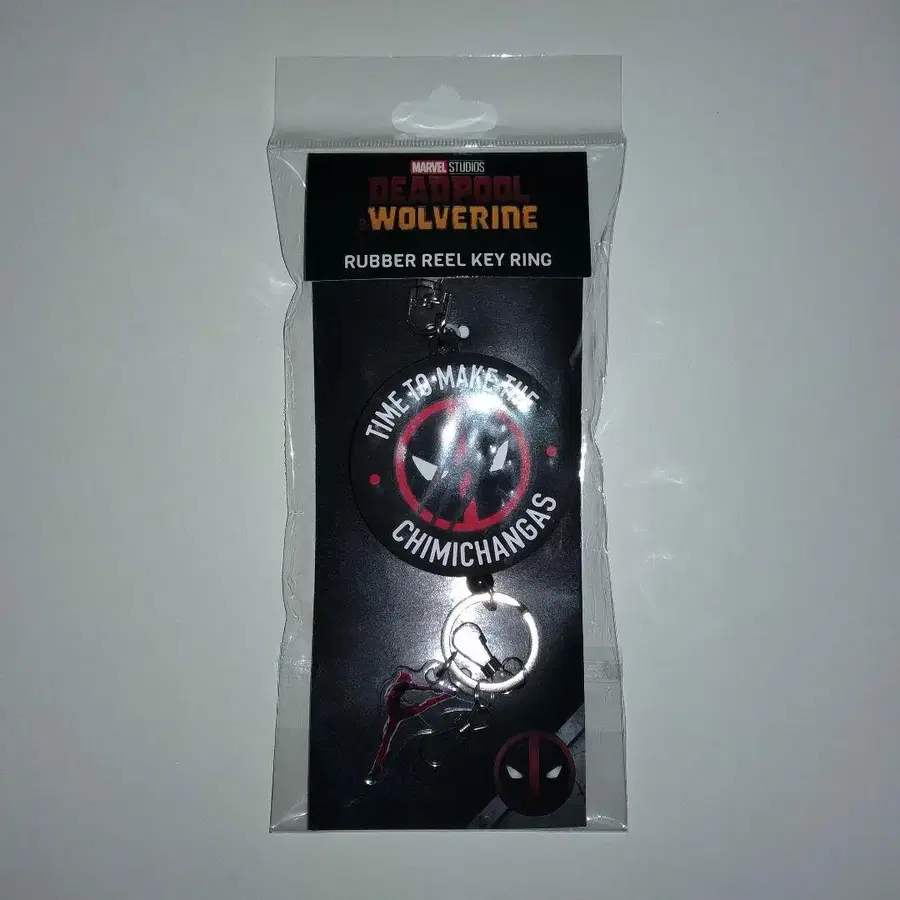 MARVEL STUDIOS
DEADPOOL
& WOLVERINE
RUBBER REEL KEY RING
TIME TO MAKE THE
CHIMICHANGAS